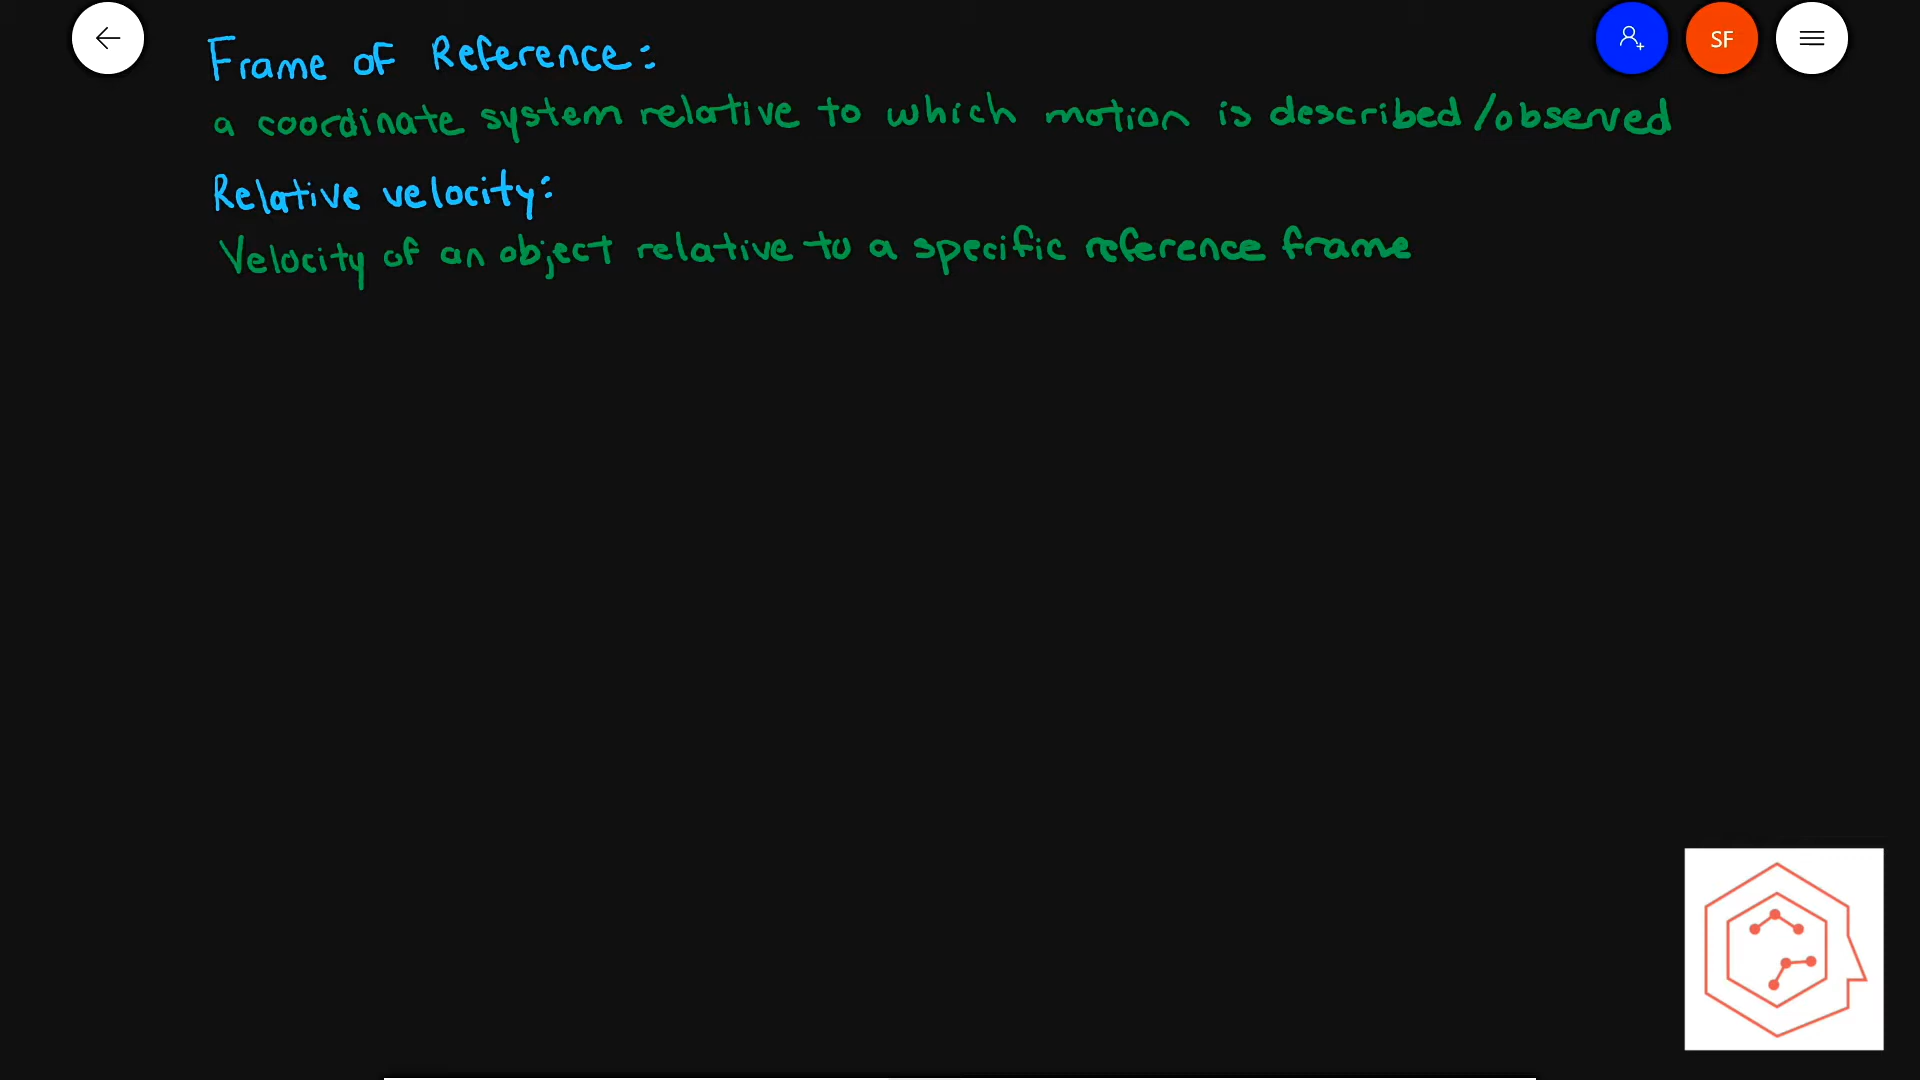 Frame of Reference:
SF
a coordinate system relative to which motion is described/observed
Relative velocity:
Velocity of an object relative to a specific reference frame